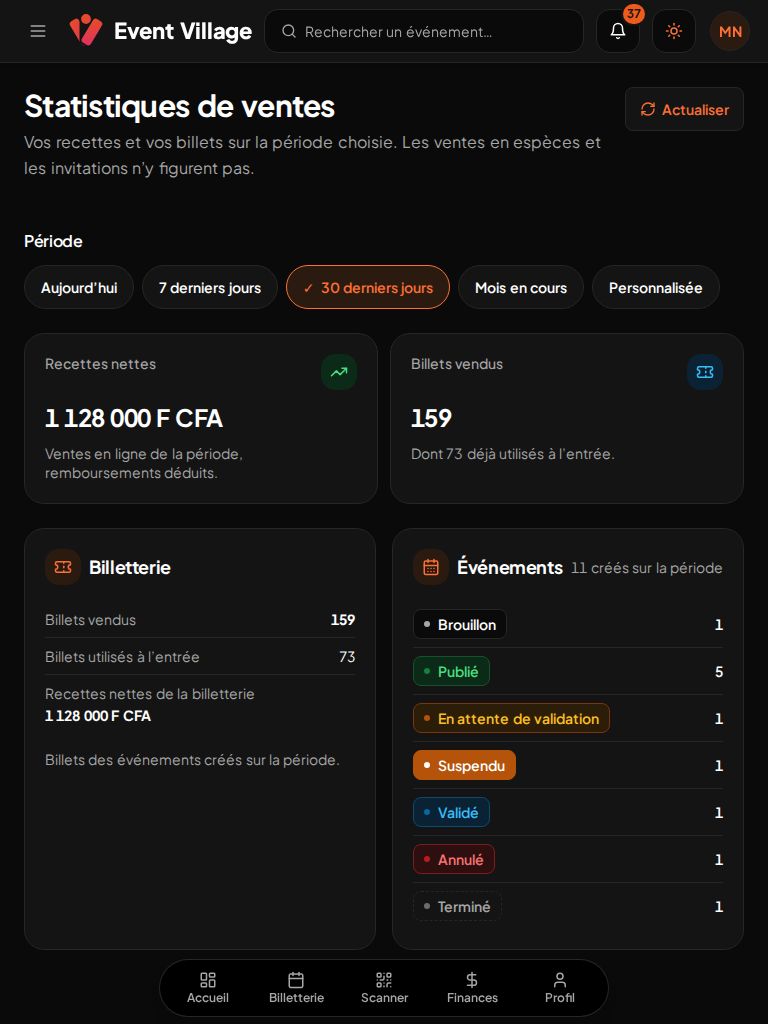 Event Village
Rechercher un événement...
37
MN
Statistiques de ventes
Actualiser
Vos recettes et vos billets sur la période choisie. Les ventes en espèces et
les invitations n'y figurent pas.
Période
Aujourd'hui
7 derniers jours
✓ 30 derniers jours
Mois en cours
Personnalisée
Recettes nettes
1 128 000 F CFA
Ventes en ligne de la période,
remboursements déduits.
Billets vendus
159
Dont 73 déjà utilisés à l'entrée.
Billetterie
Billets vendus 159
Billets utilisés à l'entrée 73
Recettes nettes de la billetterie
1 128 000 F CFA
Billets des événements créés sur la période.
Événements 11 créés sur la période
Brouillon 1
Publié 5
En attente de validation 1
Suspendu 1
Validé 1
Annulé 1
Terminé 1
Accueil
Billetterie
Scanner
Finances
Profil